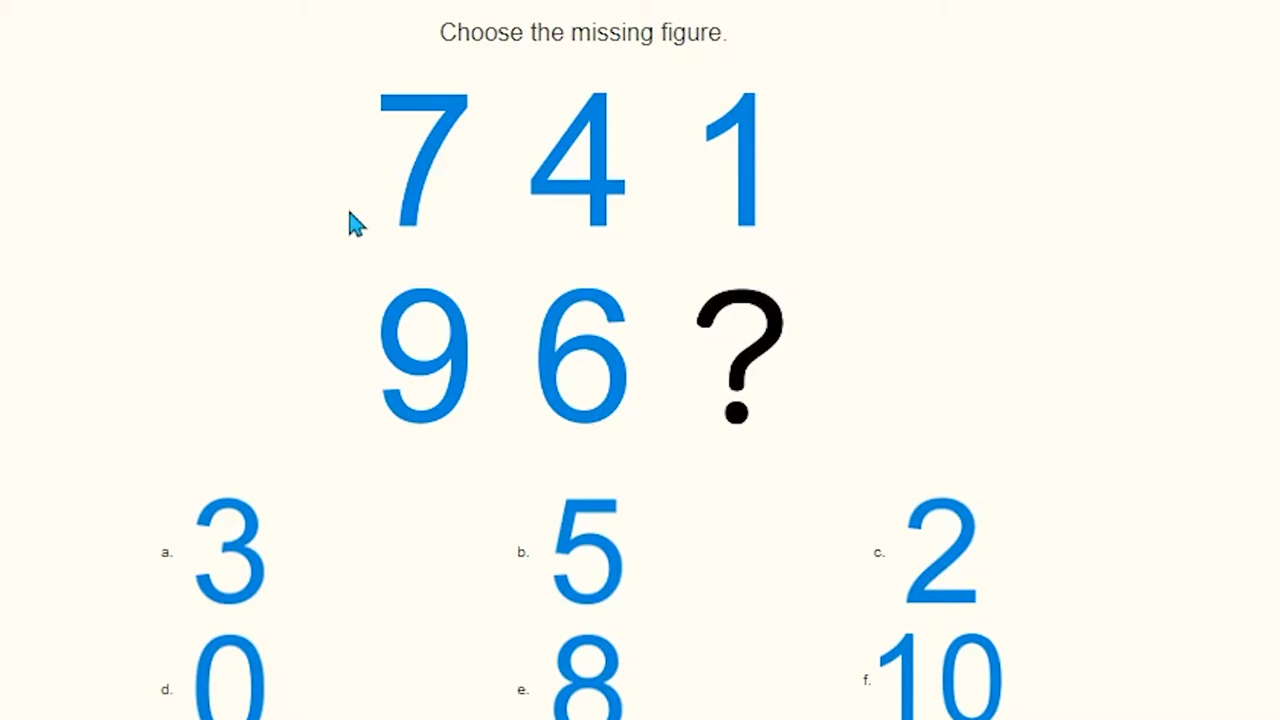 Choose the missing figure.
7 4 1
9 6 ?
a. 3 b. 5 c. 2
d. 0 e. 8 f. 10